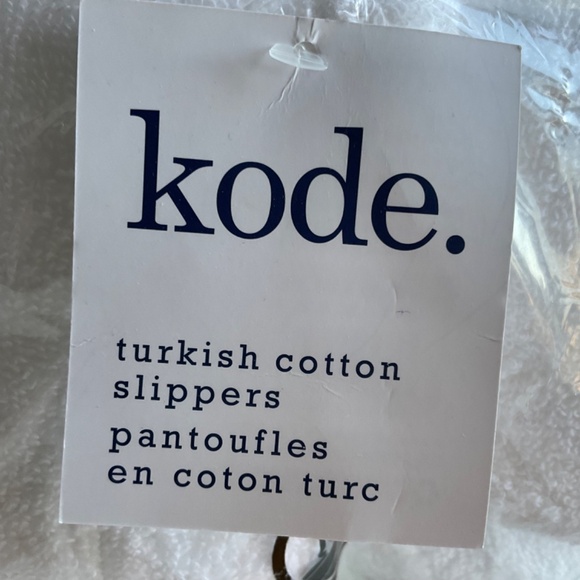 kode.
turkish cotton
slippers
pantoufles
en coton turc